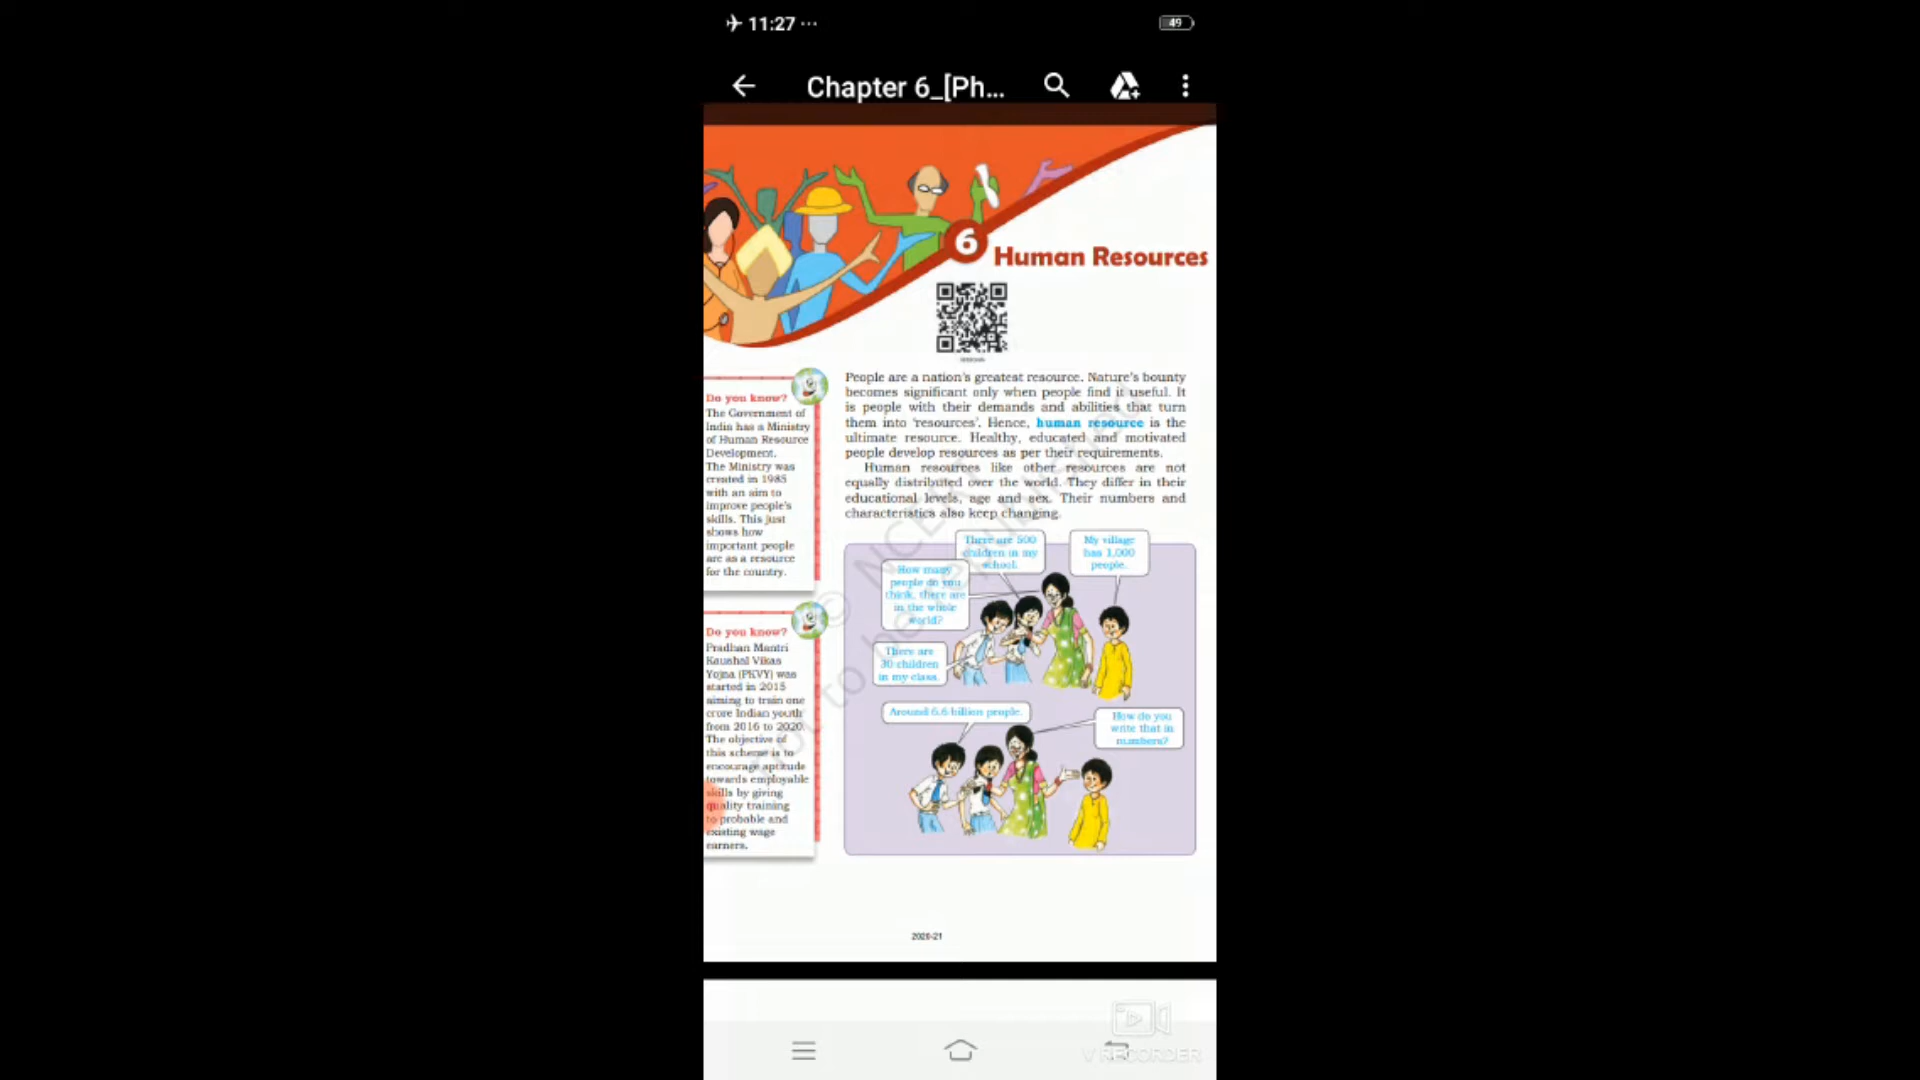 11:27 ...
49
Chapter 6_[Ph...
6
Human Resources
People are a nation's greatest resource. Nature's bounty
becomes significant only when people find it useful. It
is people with their demands and abilities that turn
them into 'resources'. Hence, human resource is the
ultimate resource. Healthy, educated and motivated
people develop resources as per their requirements.
Human resources like other resources are not
equally distributed over the world. They differ in their
educational levels, age and sex. Their numbers and
characteristics also keep changing.
Do you know?
The Government of
India has a Ministry
of Human Resource
Development.
The Ministry was
created in 1985
with an aim to
improve people's
skills. This just
shows how
important people
are as a resource
for the country.
Do you know?
Pradhan Mantri
Kaushal Vikas
Yojna (PKVY) was
started in 2015
aiming to train one
crore Indian youth
from 2016 to 2020.
The objective of
this scheme is to
encourage aptitude
towards employable
skills by giving
quality training
to probable and
existing wage
earners.
There are 500
children in my
school.
My village
has 1,000
people.
How many
people do you
think, there are
in the whole
world?
There are
30 children
in my class.
Around 6.6 billion people.
How do you
write that in
numbers?
© NCERT
not to be republished
2020-21
V RECORDER